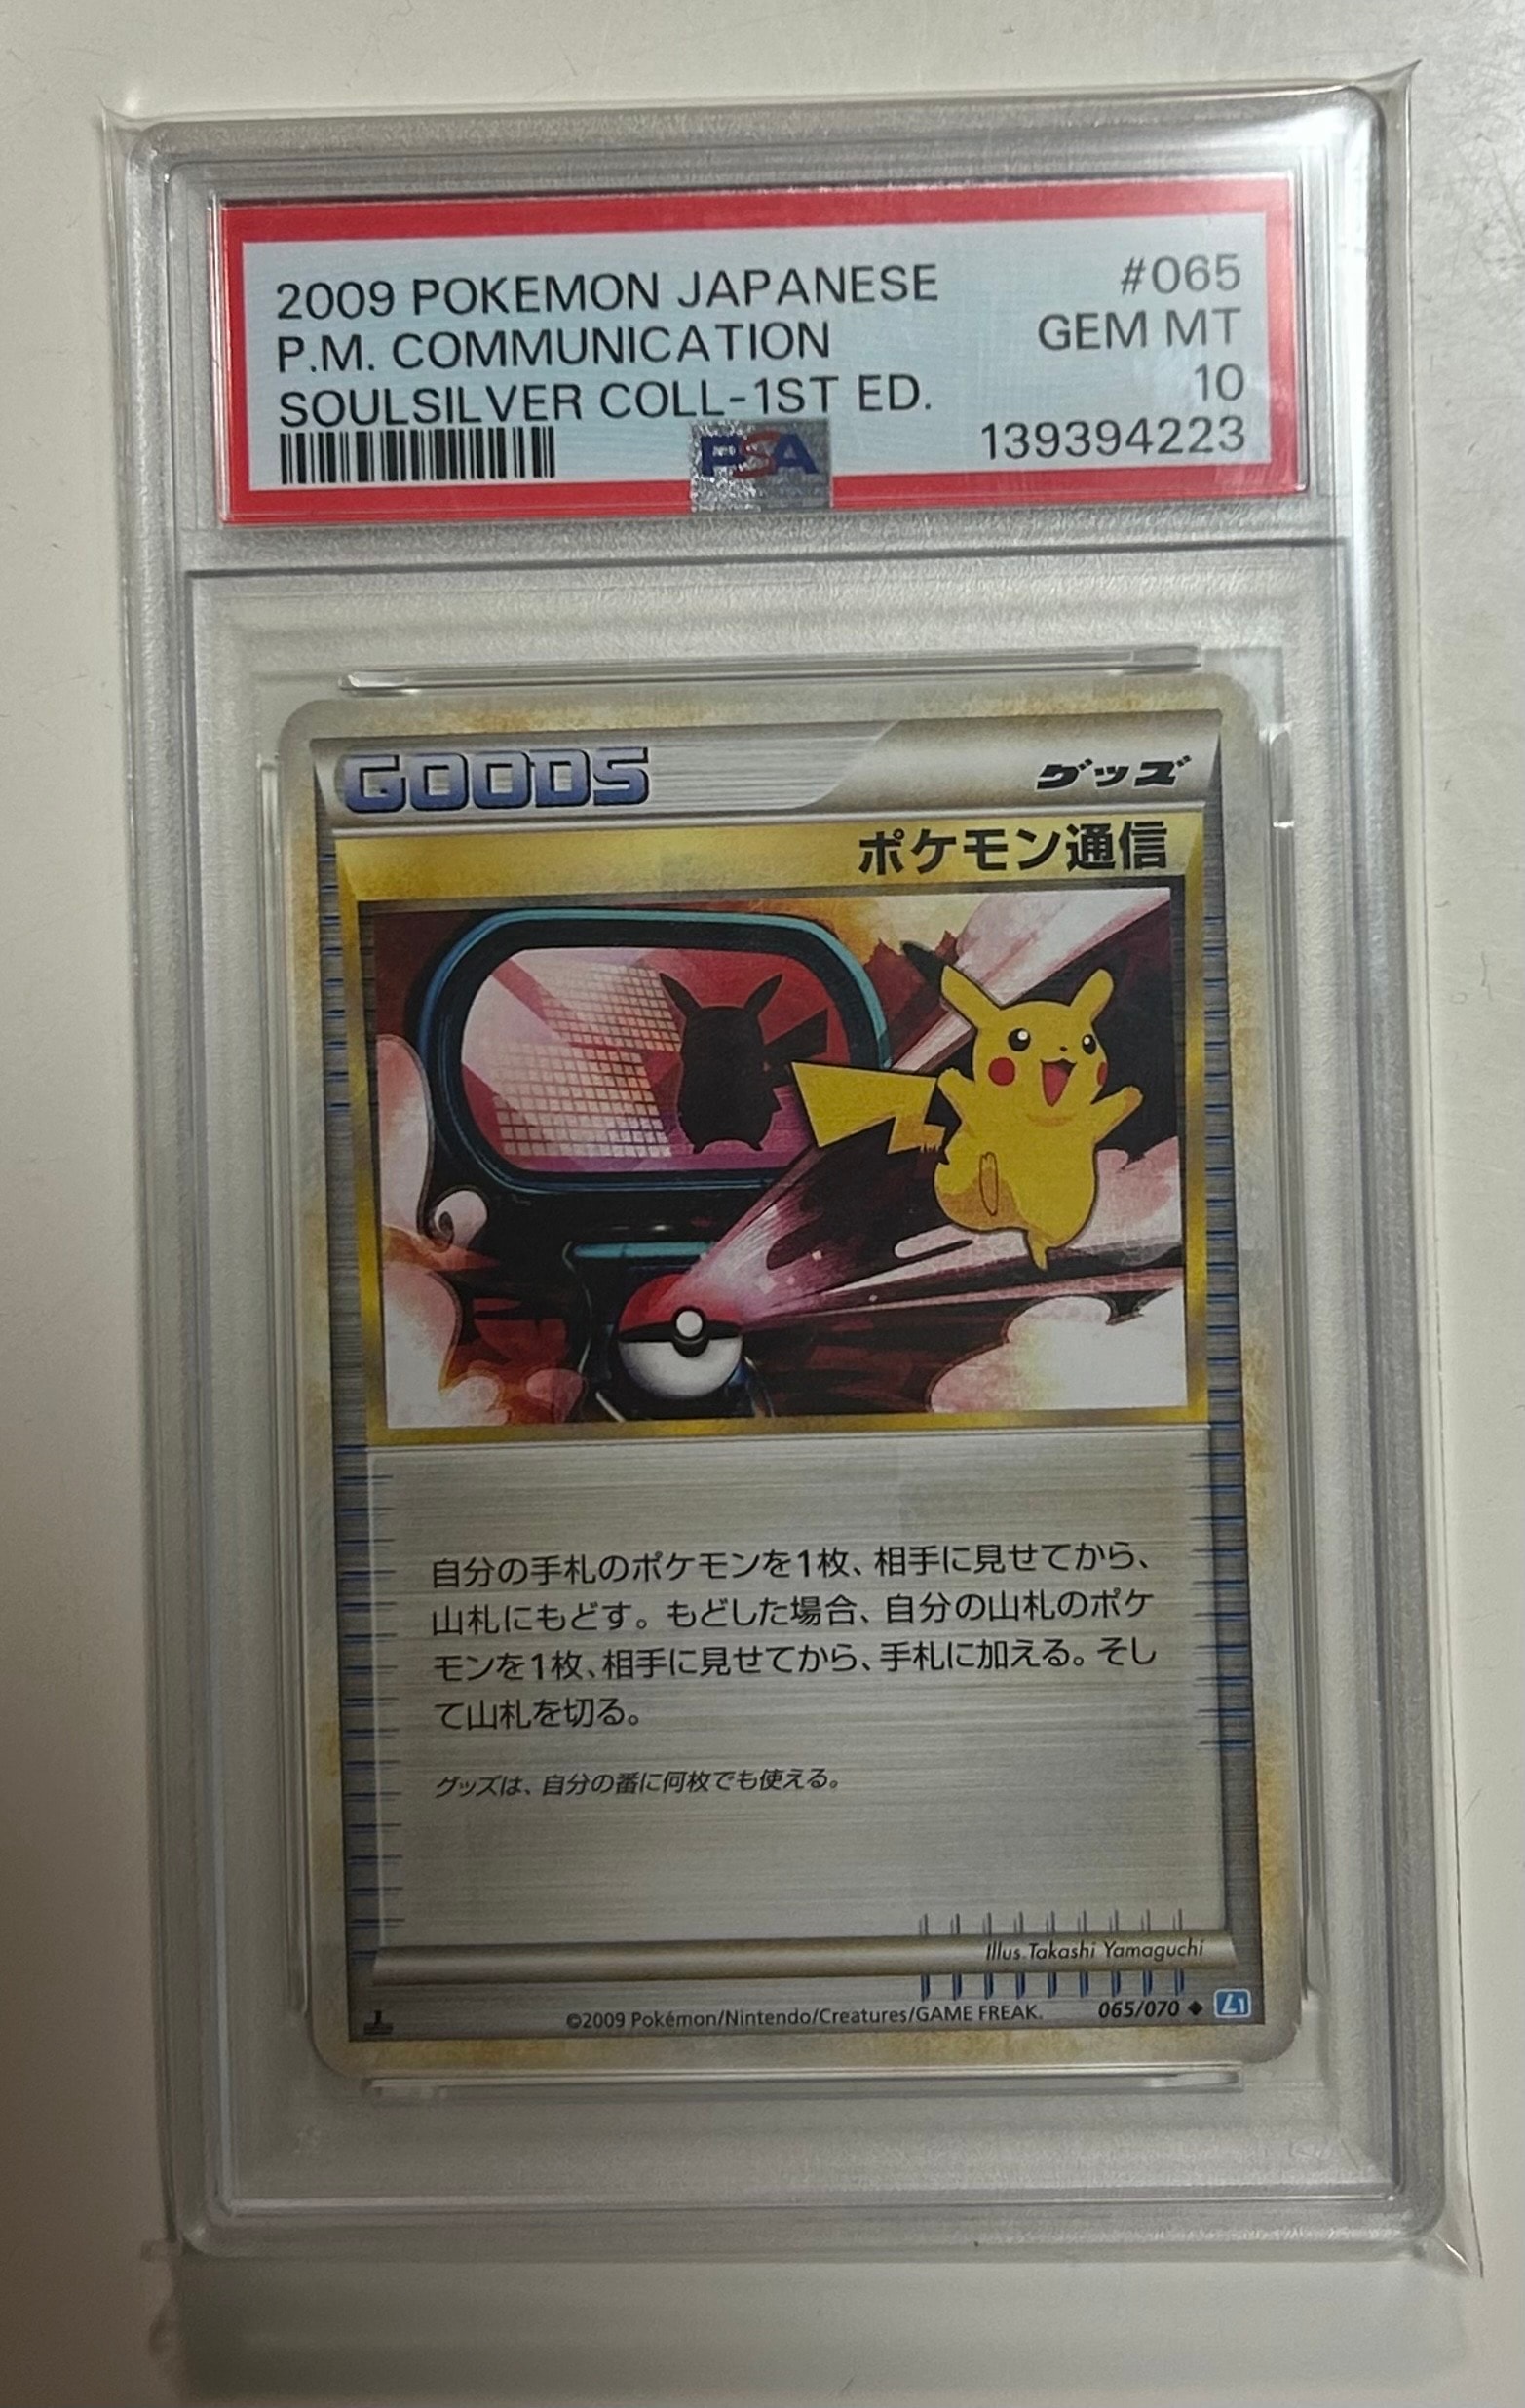 2009 POKEMON JAPANESE #065
P.M. COMMUNICATION GEM MT
SOULSILVER COLL-1ST ED. 10
PSA 139394223
GOODS グッズ
ポケモン通信
自分の手札のポケモンを1枚、相手に見せてから、
山札にもどす。もどした場合、自分の山札のポケ
モンを1枚、相手に見せてから、手札に加える。そし
て山札を切る。
グッズは、自分の番に何枚でも使える。
Illus. Takashi Yamaguchi
1 ©2009 Pokémon/Nintendo/Creatures/GAME FREAK. 065/070 ◆ L1